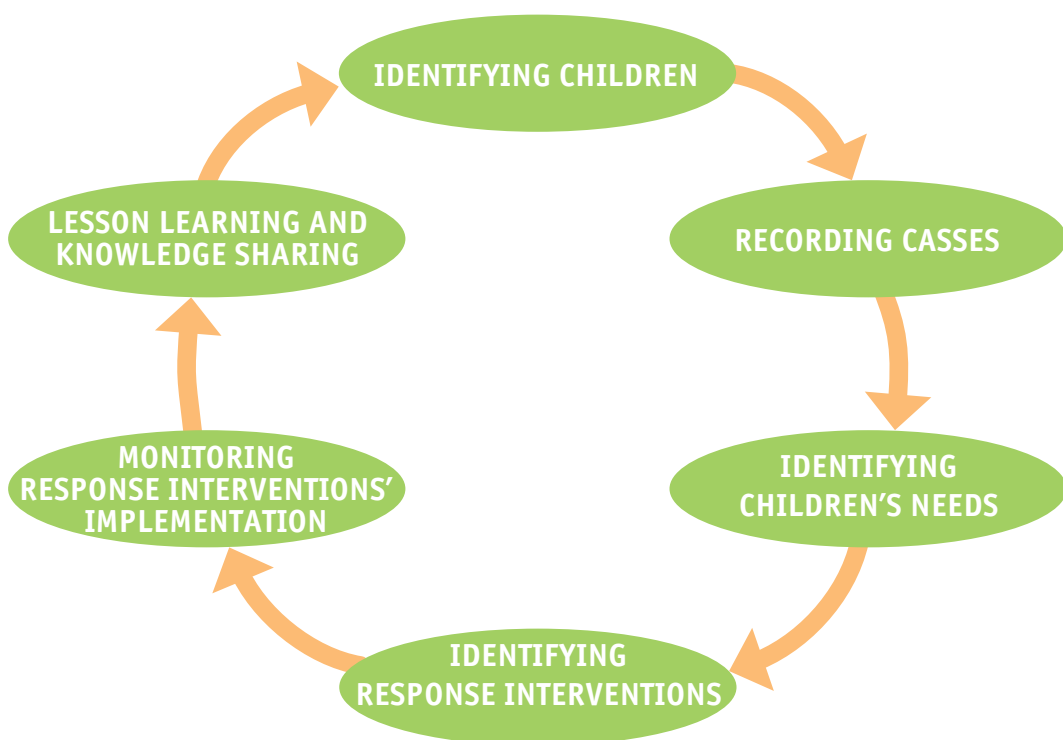 IDENTIFYING CHILDREN
RECORDING CASSES
IDENTIFYING
CHILDREN'S NEEDS
IDENTIFYING
RESPONSE INTERVENTIONS
MONITORING
RESPONSE INTERVENTIONS'
IMPLEMENTATION
LESSON LEARNING AND
KNOWLEDGE SHARING